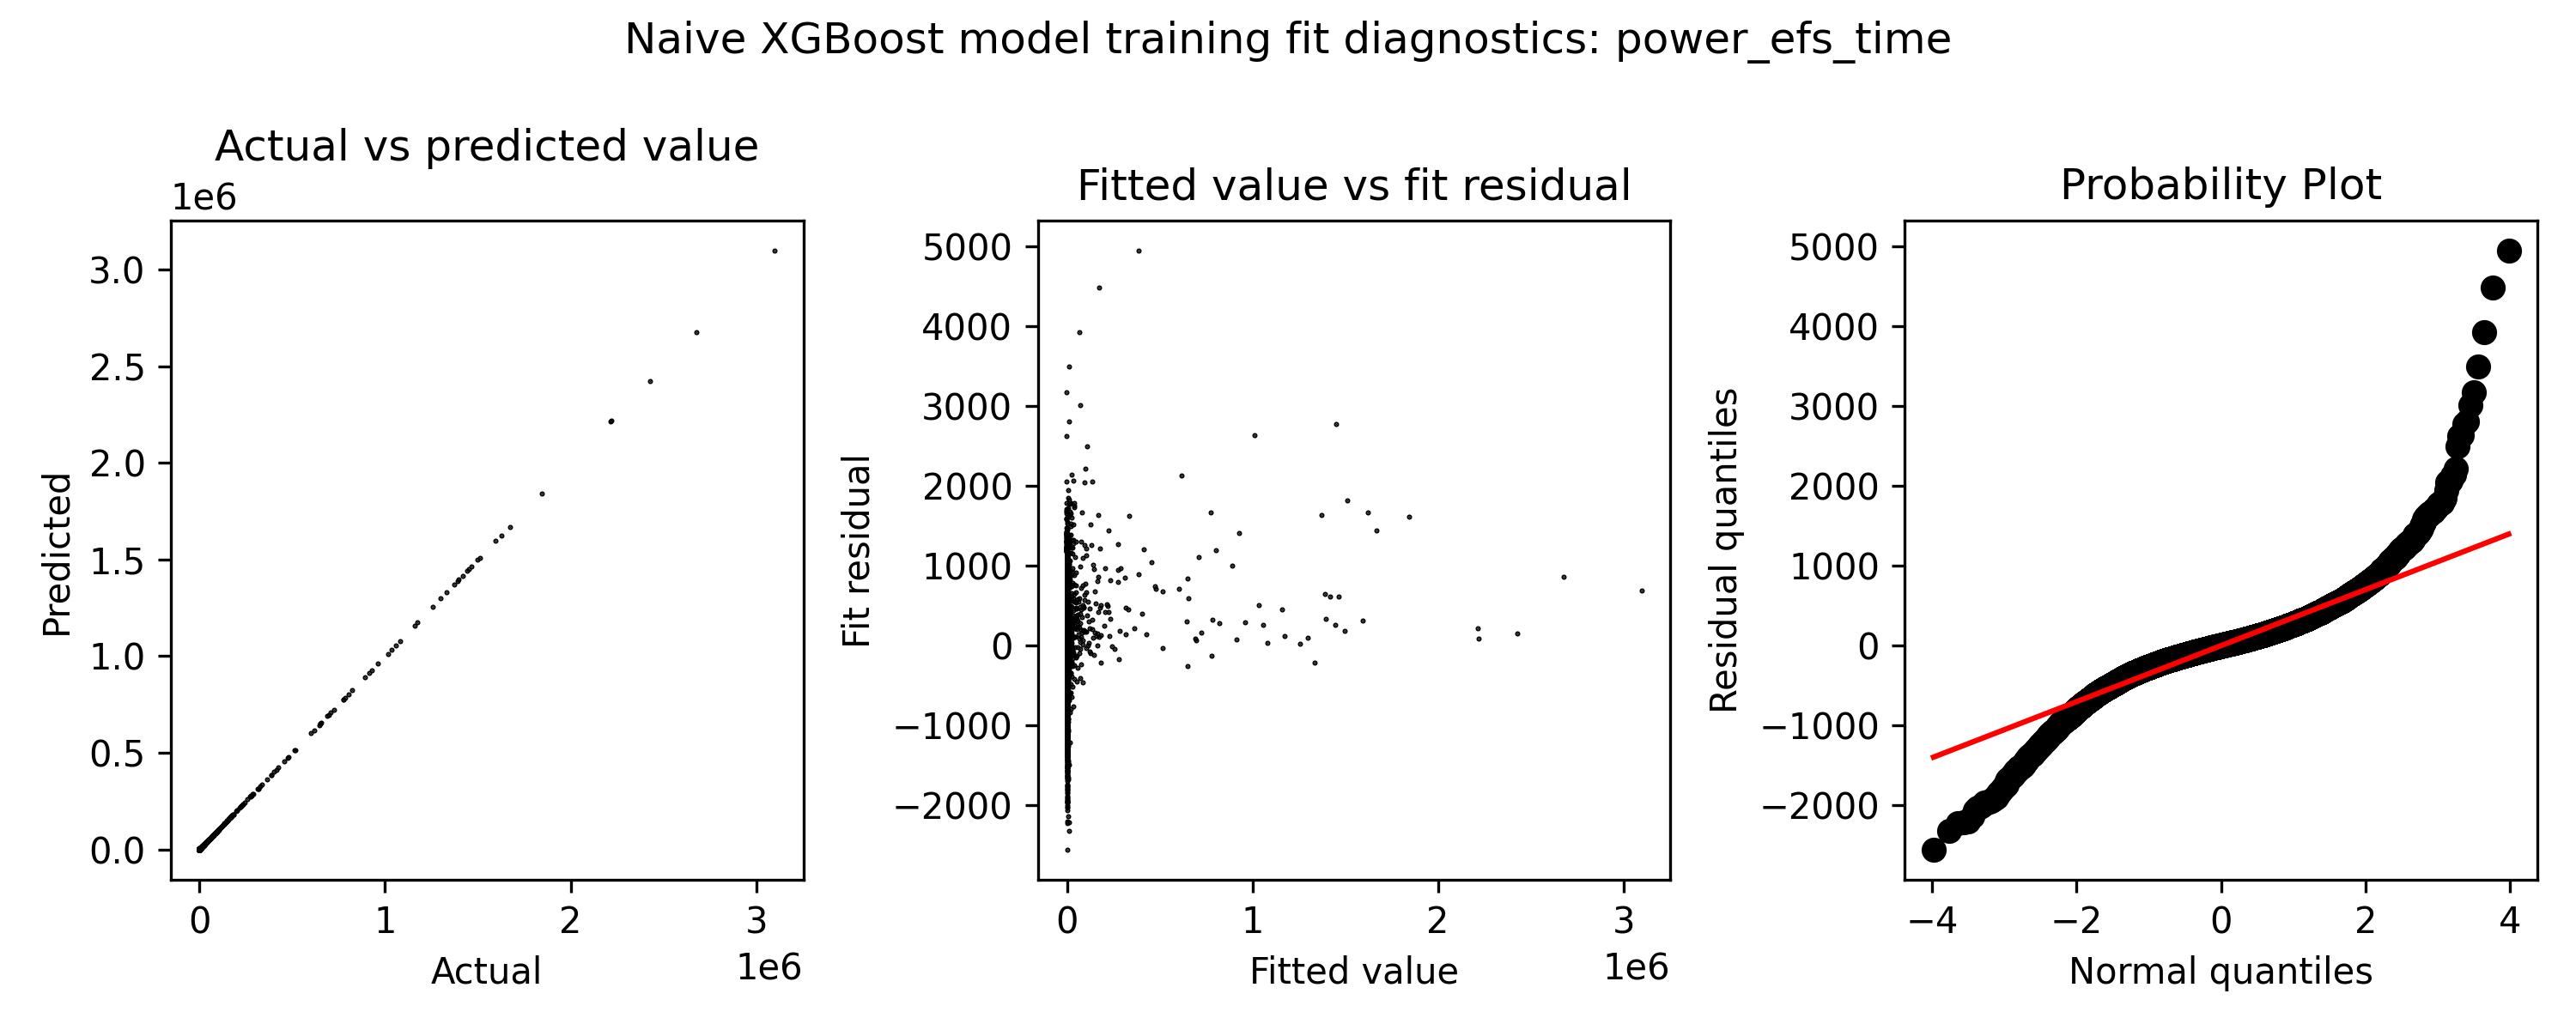 Naive XGBoost model training fit diagnostics: power_efs_time
Actual vs predicted value
1e6
3.0
2.5
2.0
1.5
1.0
0.5
0.0
Predicted
0 1 2 3
Actual
1e6
Fitted value vs fit residual
5000
4000
3000
2000
1000
0
−1000
−2000
Fit residual
0 1 2 3
Fitted value
1e6
Probability Plot
5000
4000
3000
2000
1000
0
−1000
−2000
Residual quantiles
−4 −2 0 2 4
Normal quantiles